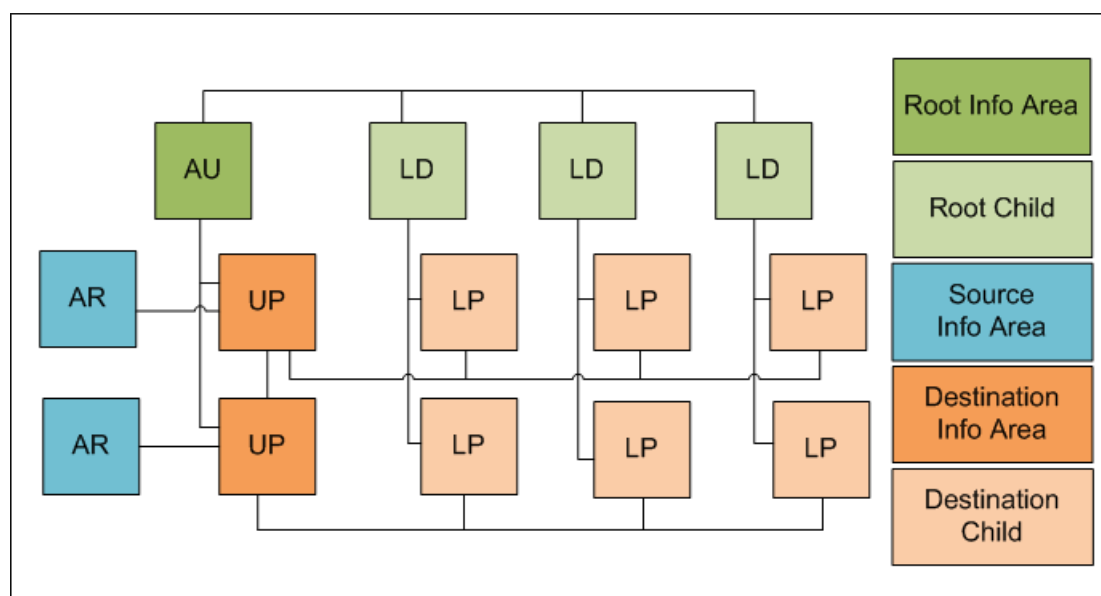 AU
LD
LD
LD
AR
UP
LP
LP
LP
AR
UP
LP
LP
LP
Root Info Area
Root Child
Source
Info Area
Destination
Info Area
Destination
Child